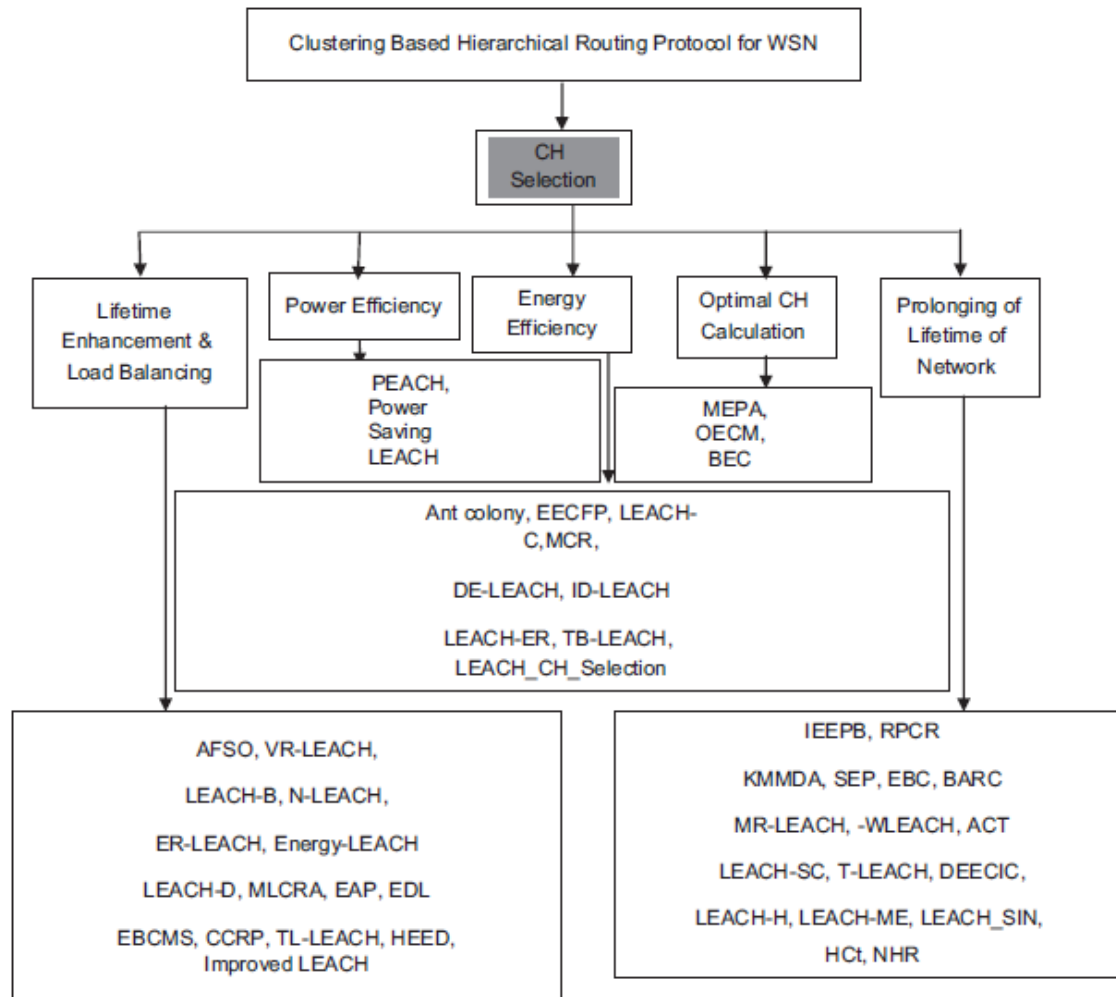 Clustering Based Hierarchical Routing Protocol for WSN
CH
Selection
Lifetime
Enhancement &
Load Balancing
Power Efficiency
Energy
Efficiency
Optimal CH
Calculation
Prolonging of
Lifetime of
Network
PEACH,
Power
Saving
LEACH
MEPA,
OECM,
BEC
Ant colony, EECFP, LEACH-
C,MCR,
DE-LEACH, ID-LEACH
LEACH-ER, TB-LEACH,
LEACH_CH_Selection
AFSO, VR-LEACH,
LEACH-B, N-LEACH,
ER-LEACH, Energy-LEACH
LEACH-D, MLCRA, EAP, EDL
EBCMS, CCRP, TL-LEACH, HEED,
Improved LEACH
IEEPB, RPCR
KMMDA, SEP, EBC, BARC
MR-LEACH, -WLEACH, ACT
LEACH-SC, T-LEACH, DEECIC,
LEACH-H, LEACH-ME, LEACH_SIN,
HCt, NHR